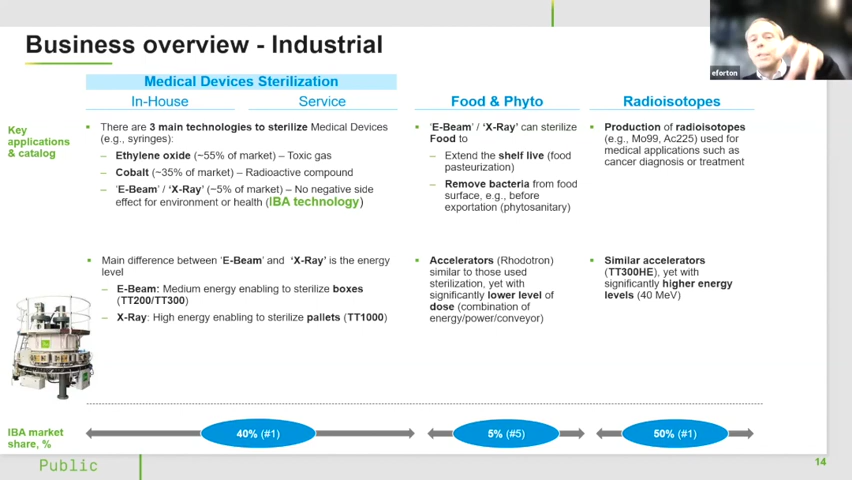 Business overview - Industrial
eforton
Medical Devices Sterilization
In-House
Service
Food & Phyto
Radioisotopes
Key
applications
& catalog
There are 3 main technologies to sterilize Medical Devices
(e.g., syringes):
– Ethylene oxide (~55% of market) – Toxic gas
– Cobalt (~35% of market) – Radioactive compound
– 'E-Beam' / 'X-Ray' (~5% of market) – No negative side
effect for environment or health (IBA technology)
'E-Beam' / 'X-Ray' can sterilize
Food to
– Extend the shelf live (food
pasteurization)
– Remove bacteria from food
surface, e.g., before
exportation (phytosanitary)
Production of radioisotopes
(e.g., Mo99, Ac225) used for
medical applications such as
cancer diagnosis or treatment
Main difference between 'E-Beam' and 'X-Ray' is the energy
level
– E-Beam: Medium energy enabling to sterilize boxes
(TT200/TT300)
– X-Ray: High energy enabling to sterilize pallets (TT1000)
Accelerators (Rhodotron)
similar to those used
sterilization, yet with
significantly lower level of
dose (combination of
energy/power/conveyor)
Similar accelerators
(TT300HE), yet with
significantly higher energy
levels (40 MeV)
IBA market
share, %
40% (#1)
5% (#5)
50% (#1)
Public
14